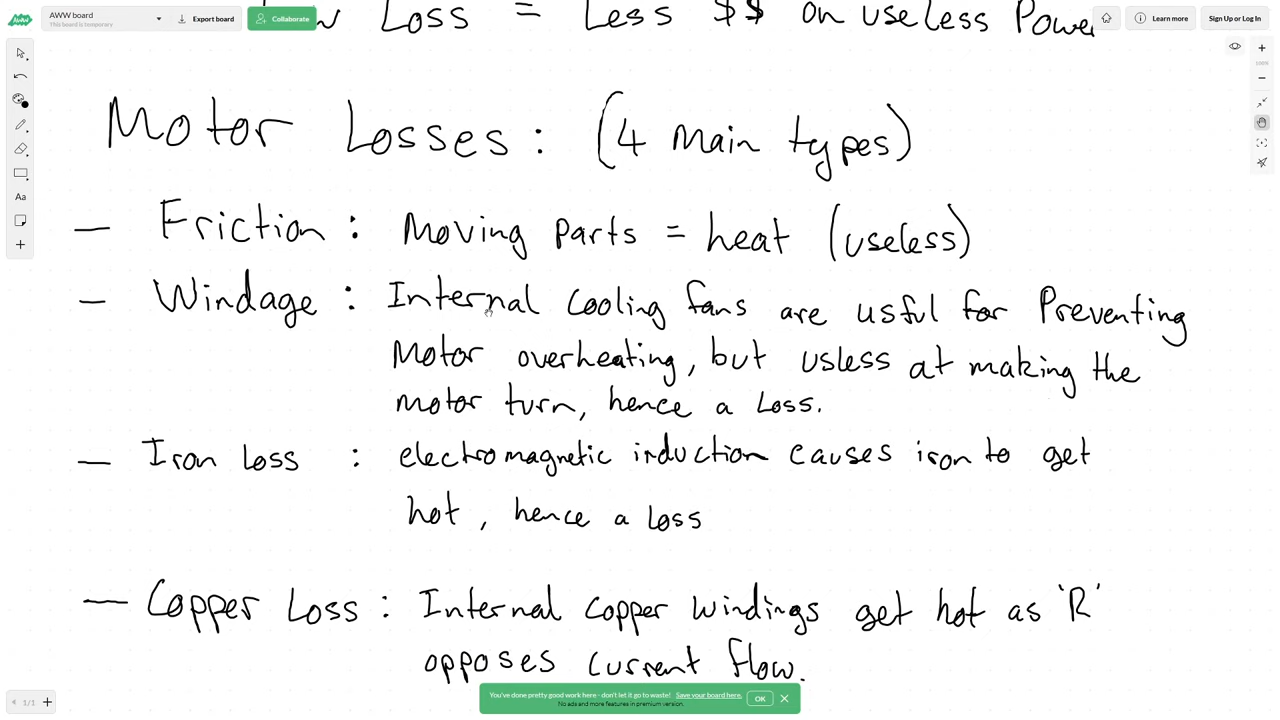 AWW board
This board is temporary
Export board
Collaborate
Loss = Less $$ on useless Power
Learn more
Sign Up or Log In
100%
Motor Losses : (4 Main types)
— Friction : Moving parts = heat (useless)
— Windage : Internal cooling fans are usful for Preventing
Motor overheating, but usless at making the
motor turn, hence a Loss.
— Iron loss : electromagnetic induction causes iron to get
hot, hence a loss
— Copper Loss : Internal copper windings get hot as 'R'
opposes current flow.
Aa
1/1
You've done pretty good work here - don't let it go to waste! Save your board here.
No ads and more features in premium version.
OK